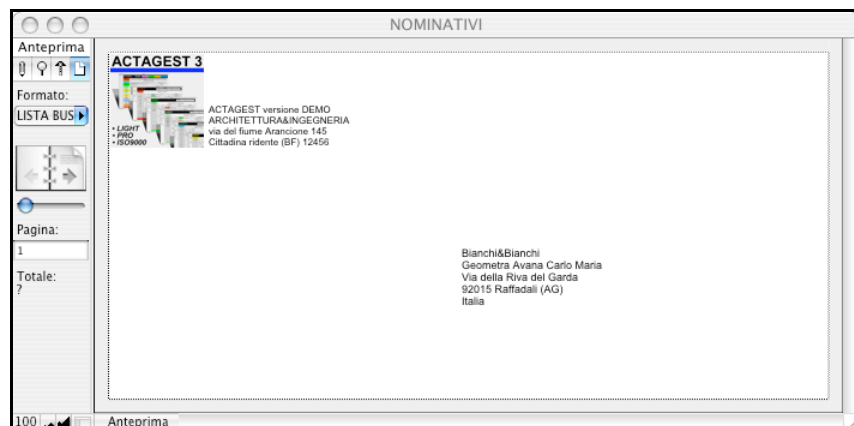 NOMINATIVI
Anteprima
Formato:
LISTA BUS
Pagina:
1
Totale:
?
ACTAGEST 3
• LIGHT
• PRO
• ISO9000
ACTAGEST versione DEMO
ARCHITETTURA&INGEGNERIA
via del fiume Arancione 145
Cittadina ridente (BF) 12456
Bianchi&Bianchi
Geometra Avana Carlo Maria
Via della Riva del Garda
92015 Raffadali (AG)
Italia
100
Anteprima